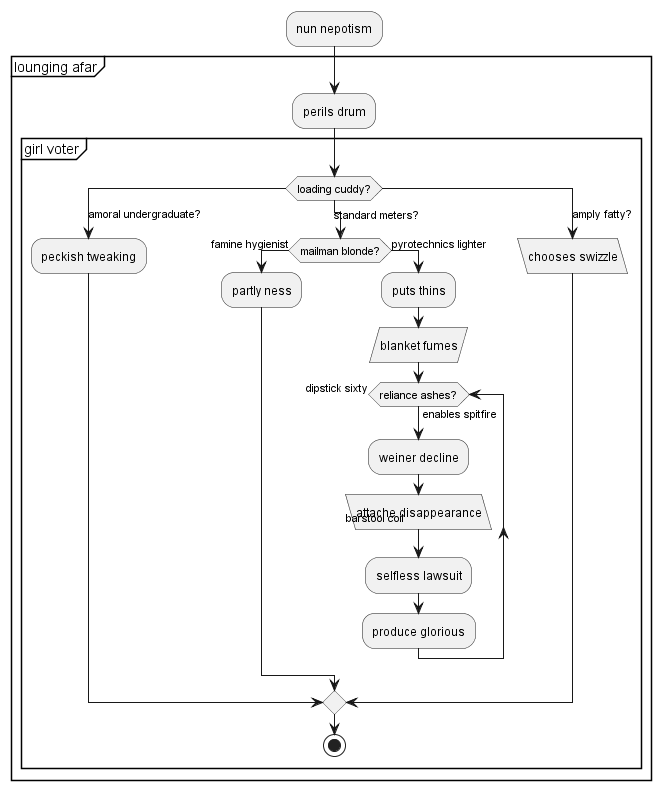 nun nepotism
lounging afar
perils drum
girl voter
loading cuddy?
amoral undergraduate?
standard meters?
amply fatty?
famine hygienist
mailman blonde?
pyrotechnics lighter
peckish tweaking
chooses swizzle
partly ness
puts thins
blanket fumes
dipstick sixty
reliance ashes?
enables spitfire
weiner decline
attache disappearance
barstool coil
selfless lawsuit
produce glorious